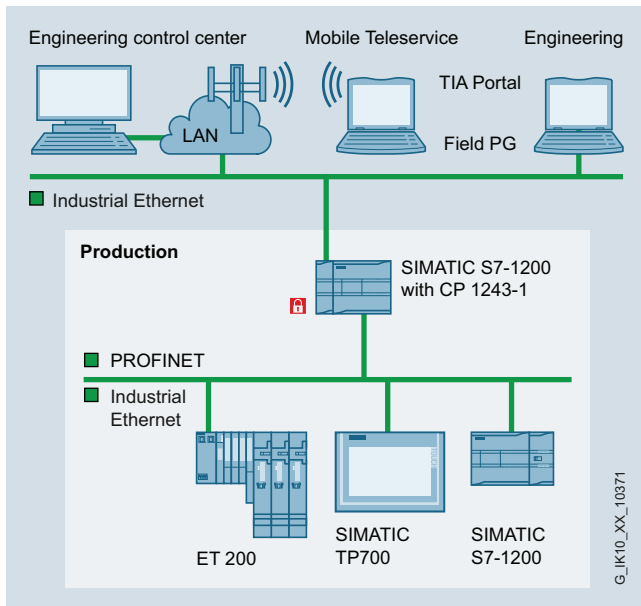 Engineering control center
Mobile Teleservice
Engineering
TIA Portal
LAN
Field PG
Industrial Ethernet
Production
SIMATIC S7-1200
with CP 1243-1
PROFINET
Industrial
Ethernet
ET 200
SIMATIC
TP700
SIMATIC
S7-1200
G_IK10_XX_10371